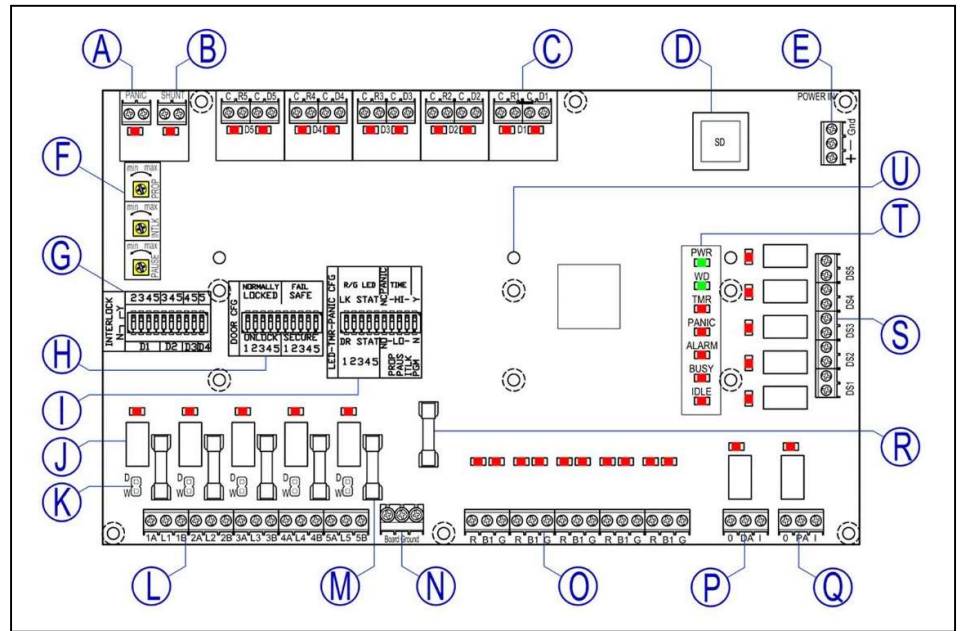 A B C D E
PANIC SHUNT
C R5 C D5 C R4 C D4 C R3 C D3 C R2 C D2 C R1 C D1
POWER IN
D5 D4 D3 D2 D1
+ - Gnd
SD
F
min max
PROP
min max
INTLK
min max
PAUSE
U
T
G
PWR
WD
TMR
PANIC
ALARM
BUSY
IDLE
DS5
DS4
DS3
DS2
DS1
S
INTERLOCK
N Y
2345 345 45 5
D1 D2 D3 D4
DOOR CFG
NORMALLY FAIL
LOCKED SAFE
UNLOCK SECURE
12345 12345
LED-TMR-PANIC CFG
R/G LED PANIC TIME
LK STAT NC -HI- Y
DR STAT NO -LO- N
12345 PROP PAUS ITLK PGM
H
I
J
R
K
D
W
D
W
D
W
D
W
D
W
1A L1 1B 2A L2 2B 3A L3 3B 4A L4 4B 5A L5 5B
Board Ground
R B1 G R B1 G R B1 G R B1 G R B1 G
0 DA I
0 PA I
L M N O P Q